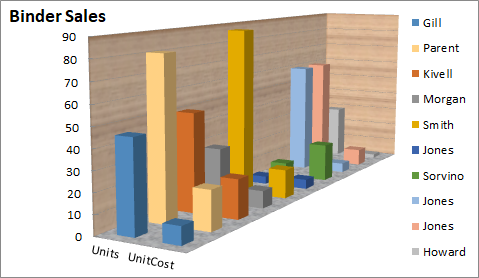 Binder Sales
90
80
70
60
50
40
30
20
10
0
Units UnitCost
Gill
Parent
Kivell
Morgan
Smith
Jones
Sorvino
Jones
Jones
Howard